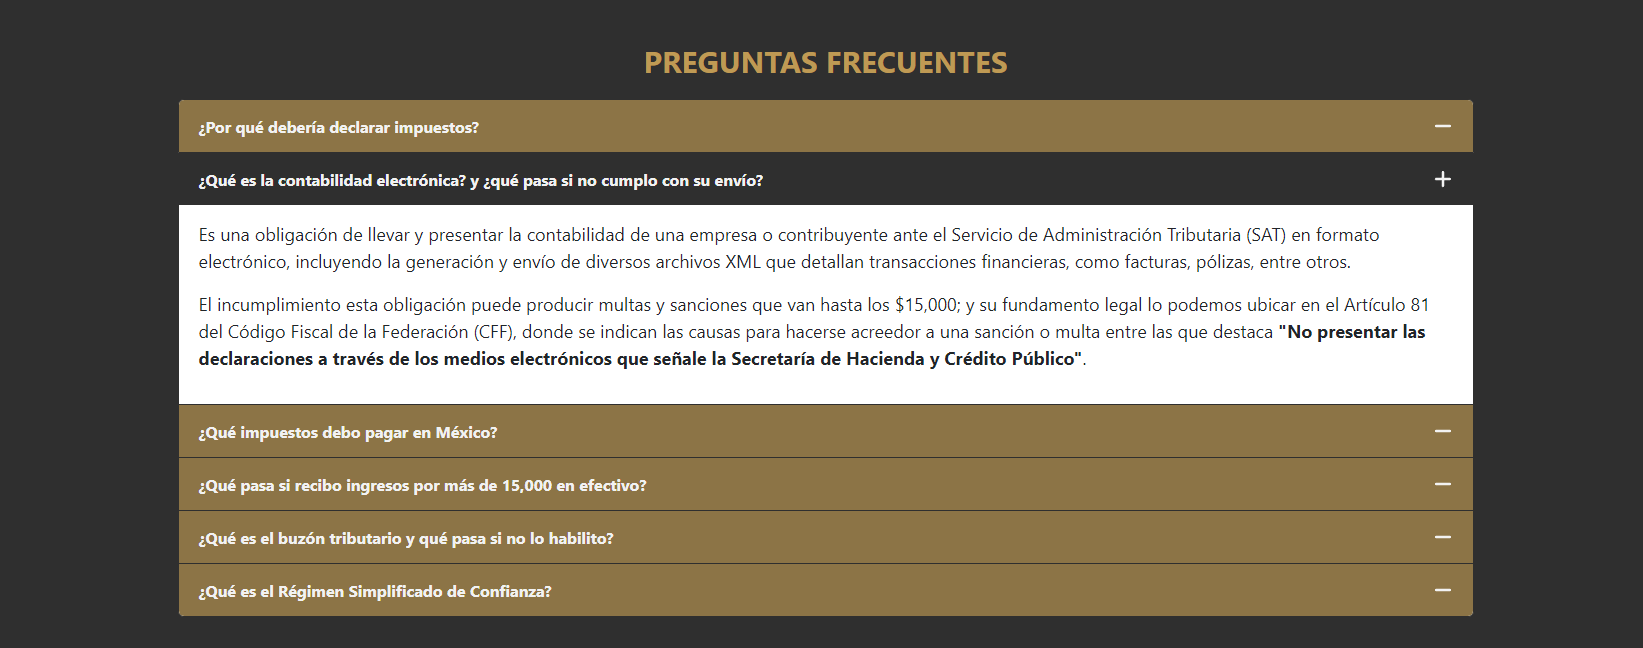 PREGUNTAS FRECUENTES
¿Por qué debería declarar impuestos?
¿Qué es la contabilidad electrónica? y ¿qué pasa si no cumplo con su envío?
Es una obligación de llevar y presentar la contabilidad de una empresa o contribuyente ante el Servicio de Administración Tributaria (SAT) en formato
electrónico, incluyendo la generación y envío de diversos archivos XML que detallan transacciones financieras, como facturas, pólizas, entre otros.
El incumplimiento esta obligación puede producir multas y sanciones que van hasta los $15,000; y su fundamento legal lo podemos ubicar en el Artículo 81
del Código Fiscal de la Federación (CFF), donde se indican las causas para hacerse acreedor a una sanción o multa entre las que destaca "No presentar las
declaraciones a través de los medios electrónicos que señale la Secretaría de Hacienda y Crédito Público".
¿Qué impuestos debo pagar en México?
¿Qué pasa si recibo ingresos por más de 15,000 en efectivo?
¿Qué es el buzón tributario y qué pasa si no lo habilito?
¿Qué es el Régimen Simplificado de Confianza?